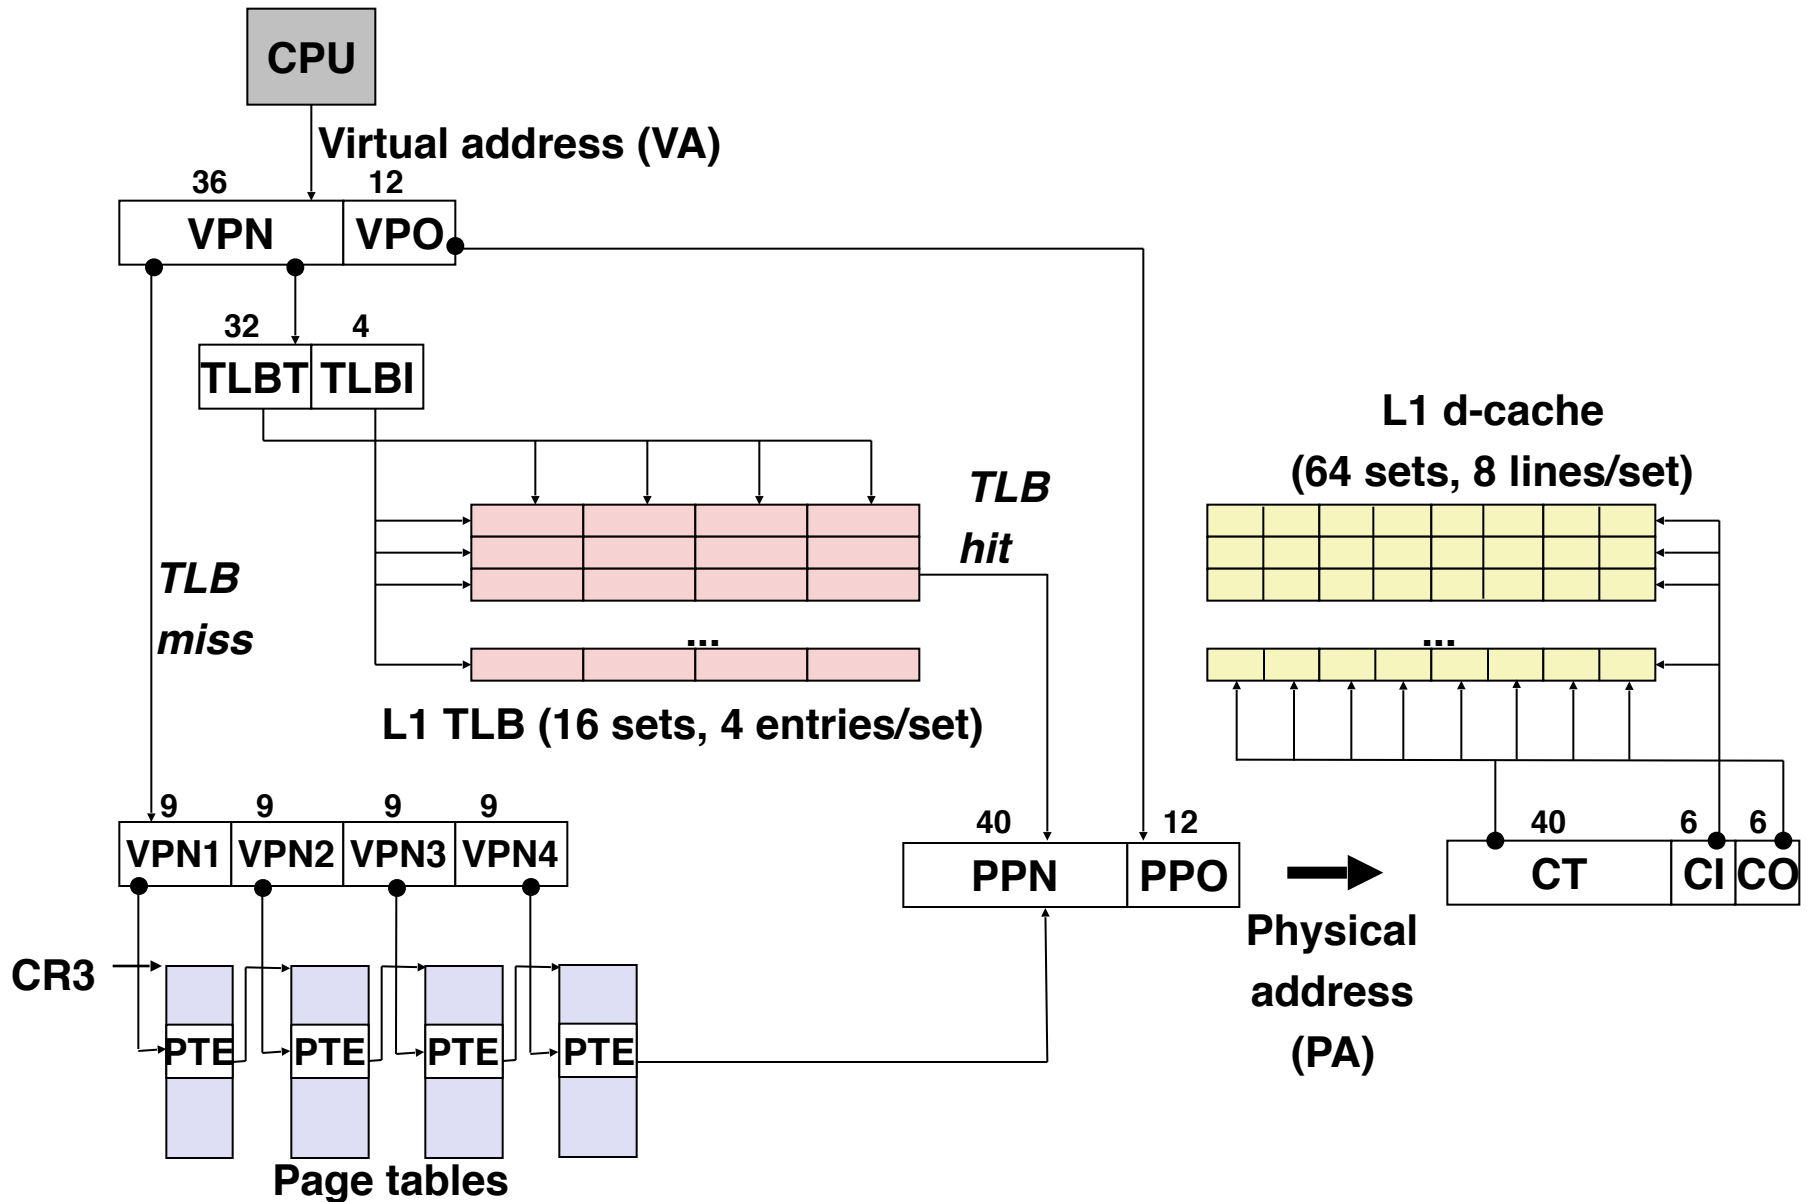 CPU
Virtual address (VA)
36 12
VPN VPO
32 4
TLBT TLBI
L1 d-cache
(64 sets, 8 lines/set)
TLB
hit
TLB
miss
...
...
L1 TLB (16 sets, 4 entries/set)
9 9 9 9
VPN1 VPN2 VPN3 VPN4
40 12
PPN PPO
40 6 6
CT CI CO
Physical
address
(PA)
CR3
PTE PTE PTE PTE
Page tables